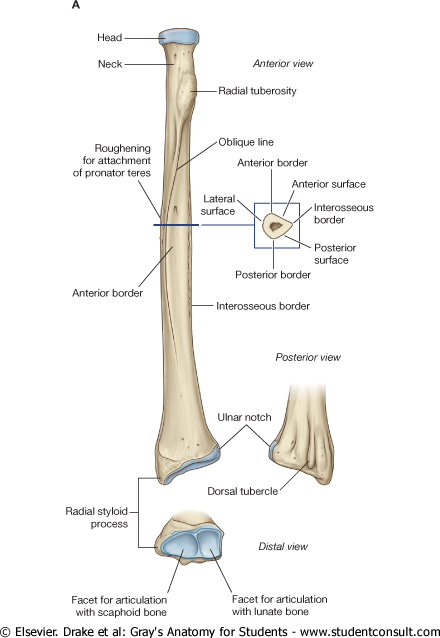 A
Head
Neck
Anterior view
Radial tuberosity
Roughening
for attachment
of pronator teres
Oblique line
Anterior border
Anterior surface
Lateral
surface
Interosseous
border
Posterior
surface
Posterior border
Anterior border
Interosseous border
Posterior view
Ulnar notch
Dorsal tubercle
Radial styloid
process
Distal view
Facet for articulation
with scaphoid bone
Facet for articulation
with lunate bone
© Elsevier. Drake et al: Gray's Anatomy for Students - www.studentconsult.com